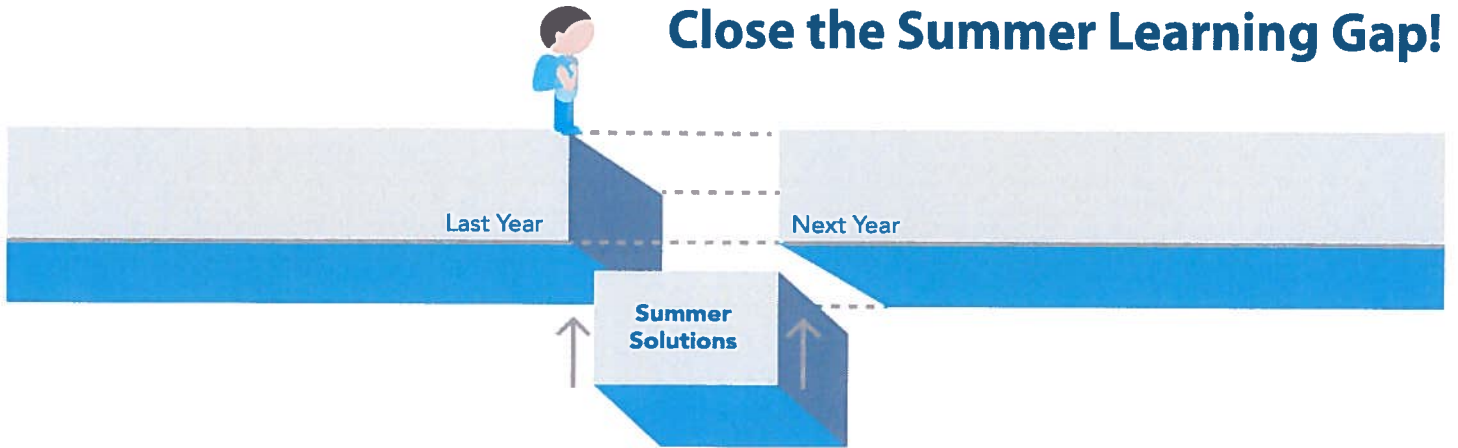 Close the Summer Learning Gap!
Last Year
Next Year
Summer
Solutions